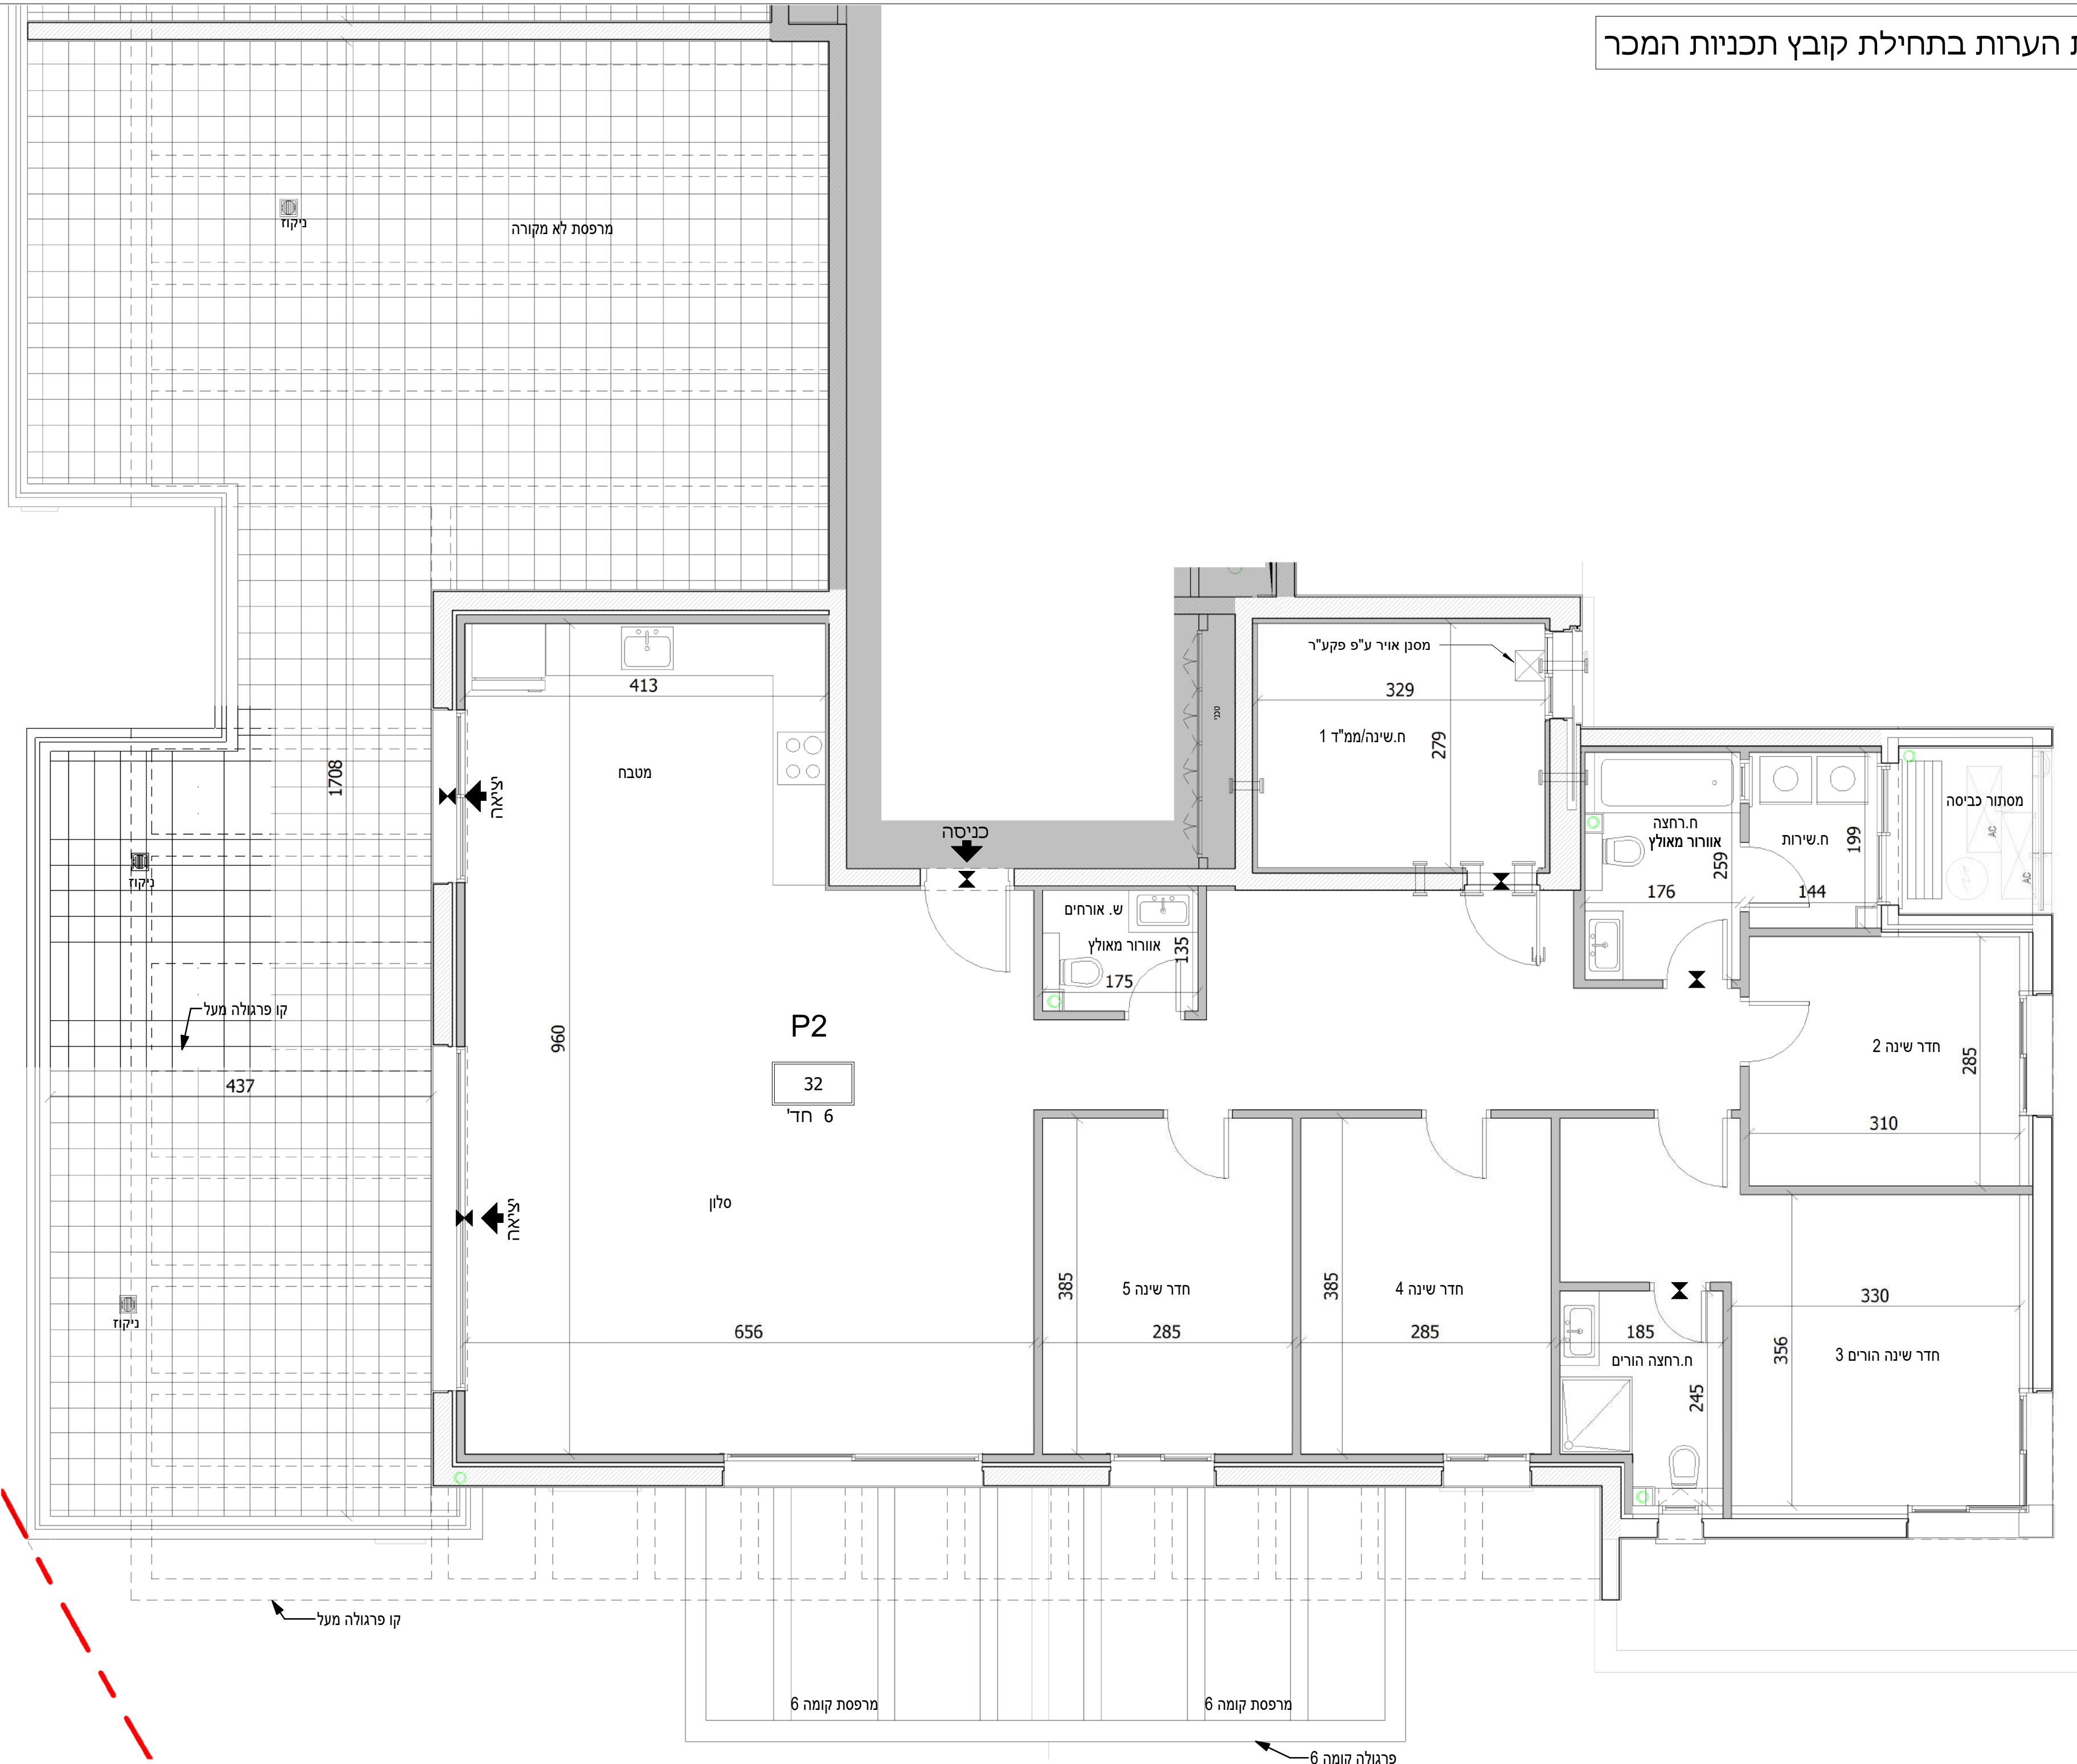 הערות בתחילת קובץ תכניות המכר
ניקוז
מרפסת לא מקורה
413
מסנן אויר ע"פ פקע"ר
329
ח.שינה/ממ"ד 1
279
טכני
1708
יציאה
מטבח
כניסה
ח.רחצה
אוורור מאולץ
259
176
ח.שירות
199
144
מסתור כביסה
AC
AC
ניקוז
ש. אורחים
אוורור מאולץ
135
175
קו פרגולה מעל
437
960
P2
32
6 חד'
חדר שינה 2
285
310
יציאה
סלון
ניקוז
656
385
חדר שינה 5
285
385
חדר שינה 4
285
185
ח.רחצה הורים
245
330
356
חדר שינה הורים 3
קו פרגולה מעל
מרפסת קומה 6
מרפסת קומה 6
פרגולה קומה 6